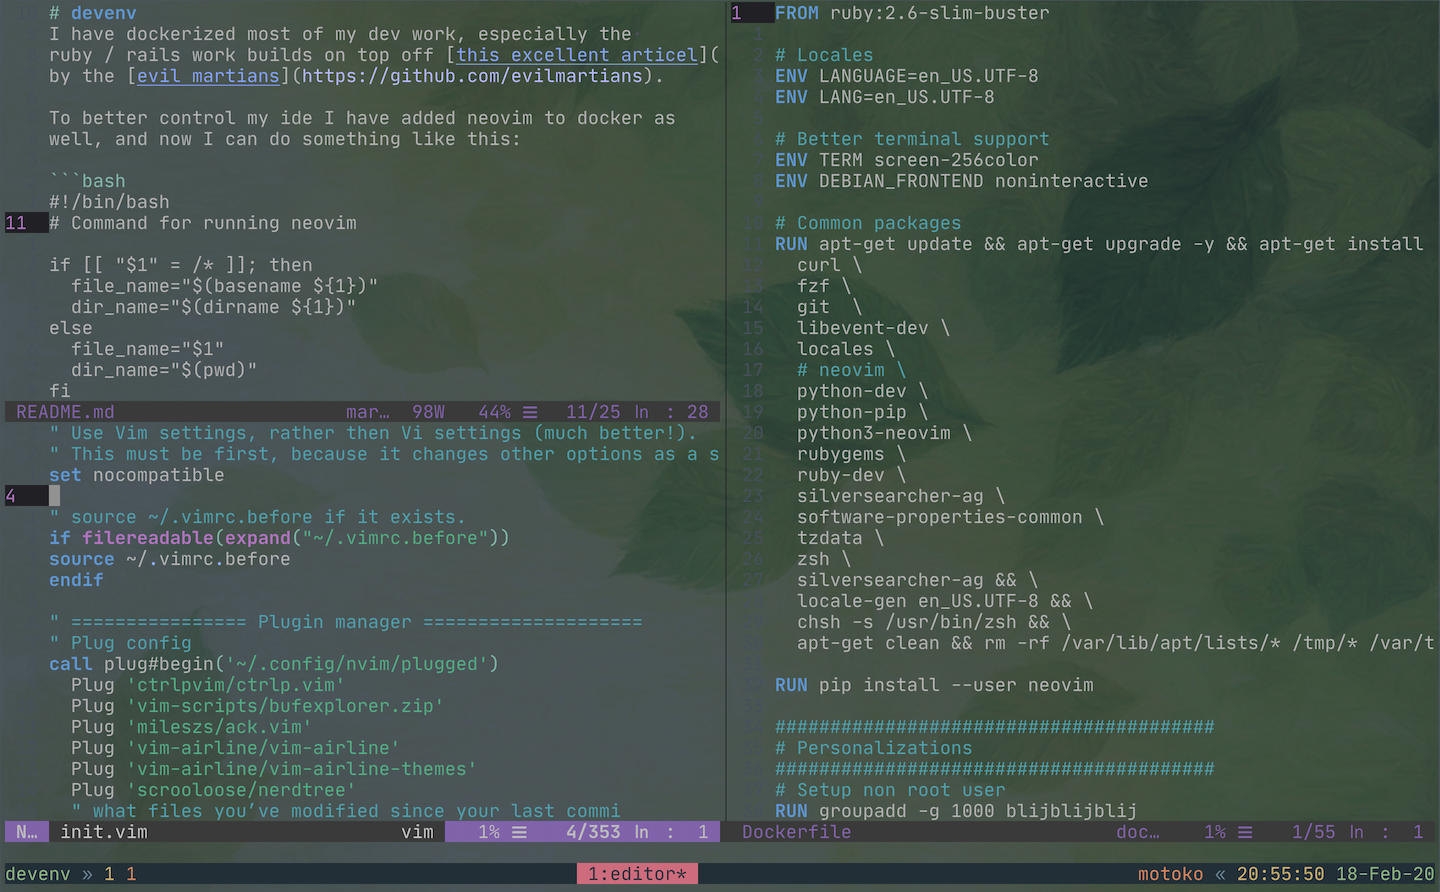 # devenv
I have dockerized most of my dev work, especially the
ruby / rails work builds on top off [this excellent articel](
by the [evil martians](https://github.com/evilmartians).
To better control my ide I have added neovim to docker as
well, and now I can do something like this:
```bash
#!/bin/bash
11 # Command for running neovim
if [[ "$1" = /* ]]; then
  file_name="$(basename ${1})"
  dir_name="$(dirname ${1})"
else
  file_name="$1"
  dir_name="$(pwd)"
fi
README.md mar… 98W 44% ☰ 11/25 ln : 28
" Use Vim settings, rather then Vi settings (much better!).
" This must be first, because it changes other options as a s
set nocompatible
4
" source ~/.vimrc.before if it exists.
if filereadable(expand("~/.vimrc.before"))
source ~/.vimrc.before
endif
" ================ Plugin manager ====================
" Plug config
call plug#begin('~/.config/nvim/plugged')
  Plug 'ctrlpvim/ctrlp.vim'
  Plug 'vim-scripts/bufexplorer.zip'
  Plug 'mileszs/ack.vim'
  Plug 'vim-airline/vim-airline'
  Plug 'vim-airline/vim-airline-themes'
  Plug 'scrooloose/nerdtree'
  " what files you’ve modified since your last commi
N… init.vim vim 1% ☰ 4/353 ln : 1
1 FROM ruby:2.6-slim-buster
1
2 # Locales
3 ENV LANGUAGE=en_US.UTF-8
4 ENV LANG=en_US.UTF-8
5
6 # Better terminal support
7 ENV TERM screen-256color
8 ENV DEBIAN_FRONTEND noninteractive
9
10 # Common packages
11 RUN apt-get update && apt-get upgrade -y && apt-get install
12   curl \
13   fzf \
14   git  \
15   libevent-dev \
16   locales \
17   # neovim \
18   python-dev \
19   python-pip \
20   python3-neovim \
21   rubygems \
22   ruby-dev \
23   silversearcher-ag \
24   software-properties-common \
25   tzdata \
26   zsh \
27   silversearcher-ag && \
28   locale-gen en_US.UTF-8 && \
29   chsh -s /usr/bin/zsh && \
30   apt-get clean && rm -rf /var/lib/apt/lists/* /tmp/* /var/t
RUN pip install --user neovim
########################################
# Personalizations
########################################
# Setup non root user
RUN groupadd -g 1000 blijblijblij
Dockerfile doc… 1% ☰ 1/55 ln : 1
devenv » 1 1 1:editor* motoko « 20:55:50 18-Feb-20